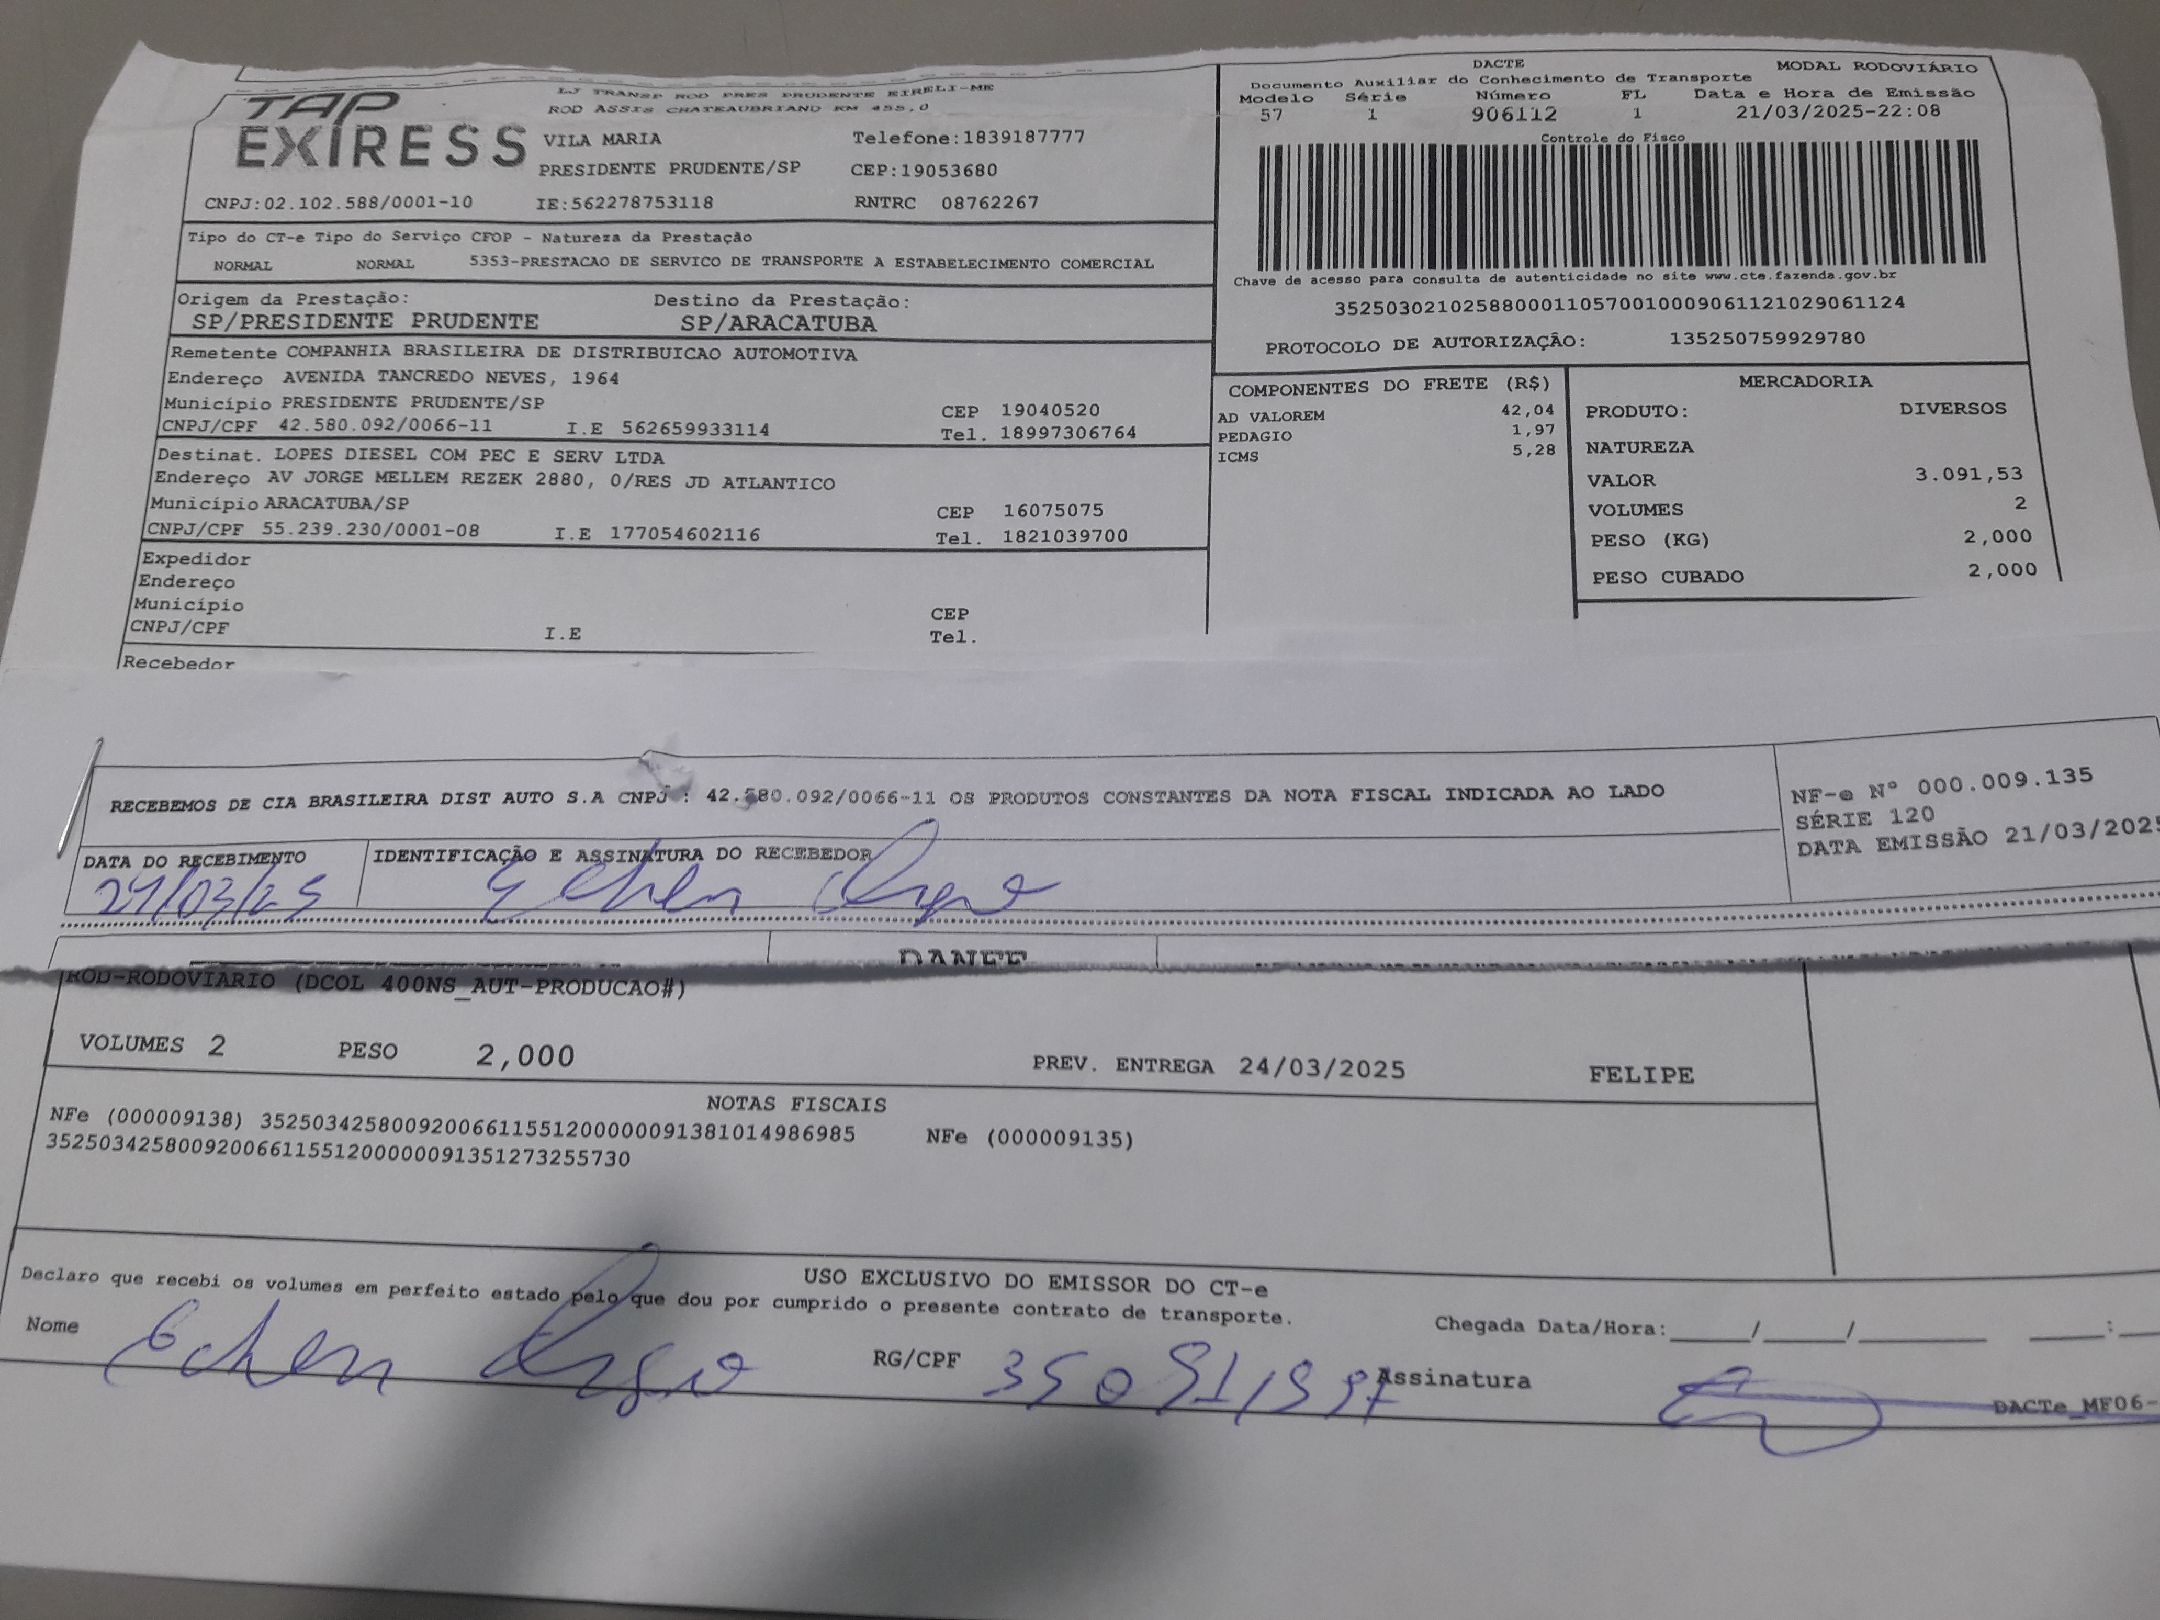 TAP
EXPRESS
LJ TRANSP ROD PRES PRUDENTE EIRELI-ME
ROD ASSIS CHATEAUBRIAND KM 455,0
VILA MARIA Telefone:1839187777
PRESIDENTE PRUDENTE/SP CEP:19053680
CNPJ:02.102.588/0001-10 IE:562278753118 RNTRC 08762267
DACTE MODAL RODOVIÁRIO
Documento Auxiliar do Conhecimento de Transporte
Modelo Série Número FL Data e Hora de Emissão
57 1 906112 1 21/03/2025-22:08
Controle do Fisco
Chave de acesso para consulta de autenticidade no site www.cte.fazenda.gov.br
35250302102588000110570010009061121029061124
PROTOCOLO DE AUTORIZAÇÃO: 135250759929780
Tipo do CT-e Tipo do Serviço CFOP - Natureza da Prestação
NORMAL NORMAL 5353-PRESTACAO DE SERVICO DE TRANSPORTE A ESTABELECIMENTO COMERCIAL
Origem da Prestação: Destino da Prestação:
SP/PRESIDENTE PRUDENTE SP/ARACATUBA
Remetente COMPANHIA BRASILEIRA DE DISTRIBUICAO AUTOMOTIVA
Endereço AVENIDA TANCREDO NEVES, 1964
Município PRESIDENTE PRUDENTE/SP CEP 19040520
CNPJ/CPF 42.580.092/0066-11 I.E 562659933114 Tel. 18997306764
Destinat. LOPES DIESEL COM PEC E SERV LTDA
Endereço AV JORGE MELLEM REZEK 2880, 0/RES JD ATLANTICO
Município ARACATUBA/SP CEP 16075075
CNPJ/CPF 55.239.230/0001-08 I.E 177054602116 Tel. 1821039700
Expedidor
Endereço
Município CEP
CNPJ/CPF I.E Tel.
Recebedor
COMPONENTES DO FRETE (R$)
AD VALOREM 42,04
PEDAGIO 1,97
ICMS 5,28
MERCADORIA
PRODUTO: DIVERSOS
NATUREZA
VALOR 3.091,53
VOLUMES 2
PESO (KG) 2,000
PESO CUBADO 2,000
RECEBEMOS DE CIA BRASILEIRA DIST AUTO S.A CNPJ : 42.580.092/0066-11 OS PRODUTOS CONSTANTES DA NOTA FISCAL INDICADA AO LADO
NF-e Nº 000.009.135
SÉRIE 120
DATA EMISSÃO 21/03/2025
DATA DO RECEBIMENTO IDENTIFICAÇÃO E ASSINATURA DO RECEBEDOR
24/03/25
DANFE
ROD-RODOVIARIO (DCOL 400NS_AUT-PRODUCAO#)
VOLUMES 2 PESO 2,000 PREV. ENTREGA 24/03/2025 FELIPE
NOTAS FISCAIS
NFe (000009138) 35250342580092006611551200000091381014986985 NFe (000009135)
35250342580092006611551200000091351273255730
USO EXCLUSIVO DO EMISSOR DO CT-e
Declaro que recebi os volumes em perfeito estado pelo que dou por cumprido o presente contrato de transporte.
Nome RG/CPF Assinatura
Chegada Data/Hora:____/____/______ ____:
DACTe_MF06-